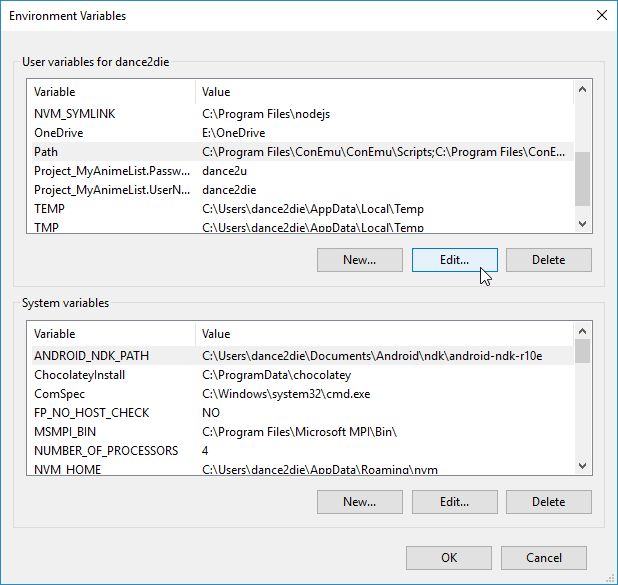 Environment Variables
User variables for dance2die
Variable Value
NVM_SYMLINK C:\Program Files\nodejs
OneDrive E:\OneDrive
Path C:\Program Files\ConEmu\ConEmu\Scripts;C:\Program Files\ConE...
Project_MyAnimeList.Passw... dance2u
Project_MyAnimeList.UserN... dance2die
TEMP C:\Users\dance2die\AppData\Local\Temp
TMP C:\Users\dance2die\AppData\Local\Temp
New... Edit... Delete
System variables
Variable Value
ANDROID_NDK_PATH C:\Users\dance2die\Documents\Android\ndk\android-ndk-r10e
ChocolateyInstall C:\ProgramData\chocolatey
ComSpec C:\Windows\system32\cmd.exe
FP_NO_HOST_CHECK NO
MSMPI_BIN C:\Program Files\Microsoft MPI\Bin\
NUMBER_OF_PROCESSORS 4
NVM_HOME C:\Users\dance2die\AppData\Roaming\nvm
New... Edit... Delete
OK Cancel